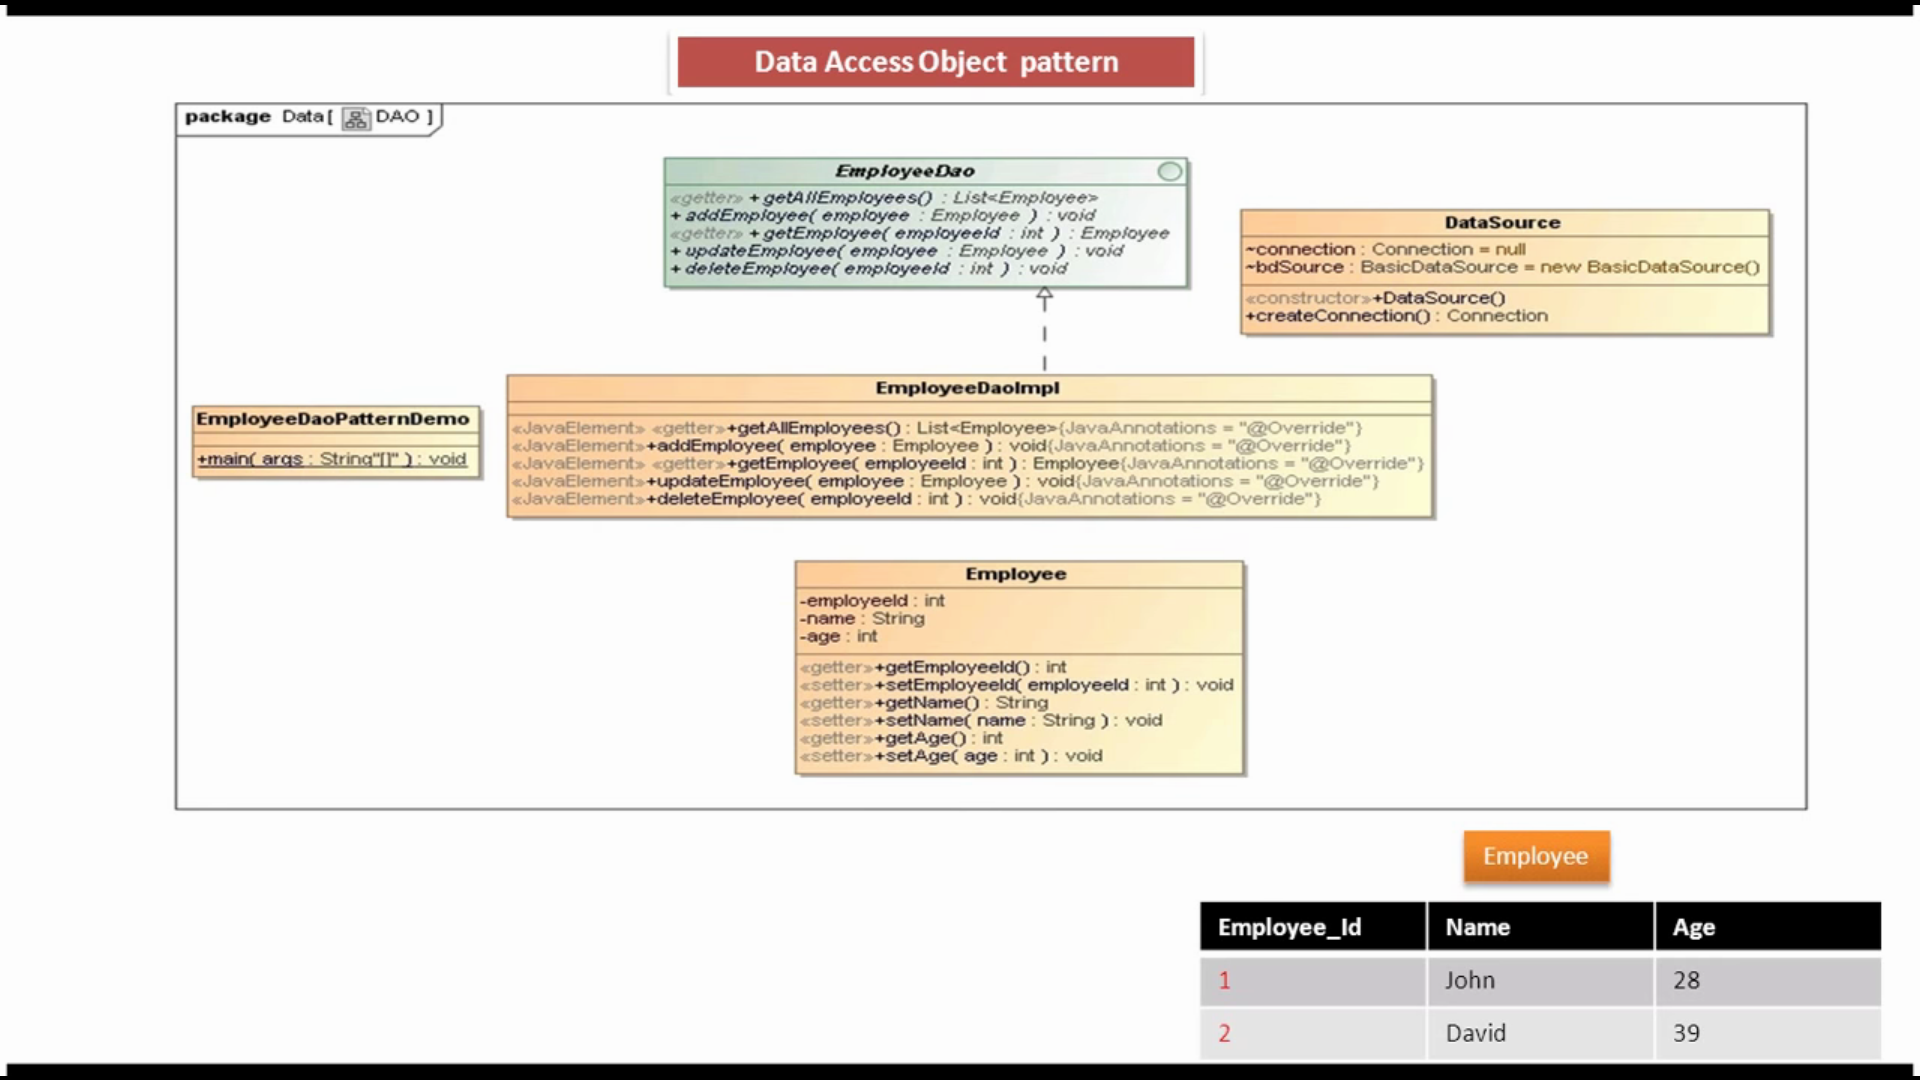 Data Access Object pattern
package Data[ DAO ]
EmployeeDao
«getter» +getAllEmployees() : List<Employee>
+addEmployee( employee : Employee ) : void
«getter» +getEmployee( employeeId : int ) : Employee
+updateEmployee( employee : Employee ) : void
+deleteEmployee( employeeId : int ) : void
DataSource
~connection : Connection = null
~bdSource : BasicDataSource = new BasicDataSource()
«constructor»+DataSource()
+createConnection() : Connection
EmployeeDaoPatternDemo
+main( args : String"[]" ) : void
EmployeeDaoImpl
«JavaElement» «getter»+getAllEmployees() : List<Employee>{JavaAnnotations = "@Override"}
«JavaElement»+addEmployee( employee : Employee ) : void{JavaAnnotations = "@Override"}
«JavaElement» «getter»+getEmployee( employeeId : int ) : Employee{JavaAnnotations = "@Override"}
«JavaElement»+updateEmployee( employee : Employee ) : void{JavaAnnotations = "@Override"}
«JavaElement»+deleteEmployee( employeeId : int ) : void{JavaAnnotations = "@Override"}
Employee
-employeeId : int
-name : String
-age : int
«getter»+getEmployeeId() : int
«setter»+setEmployeeId( employeeId : int ) : void
«getter»+getName() : String
«setter»+setName( name : String ) : void
«getter»+getAge() : int
«setter»+setAge( age : int ) : void
Employee
Employee_Id Name Age
1 John 28
2 David 39